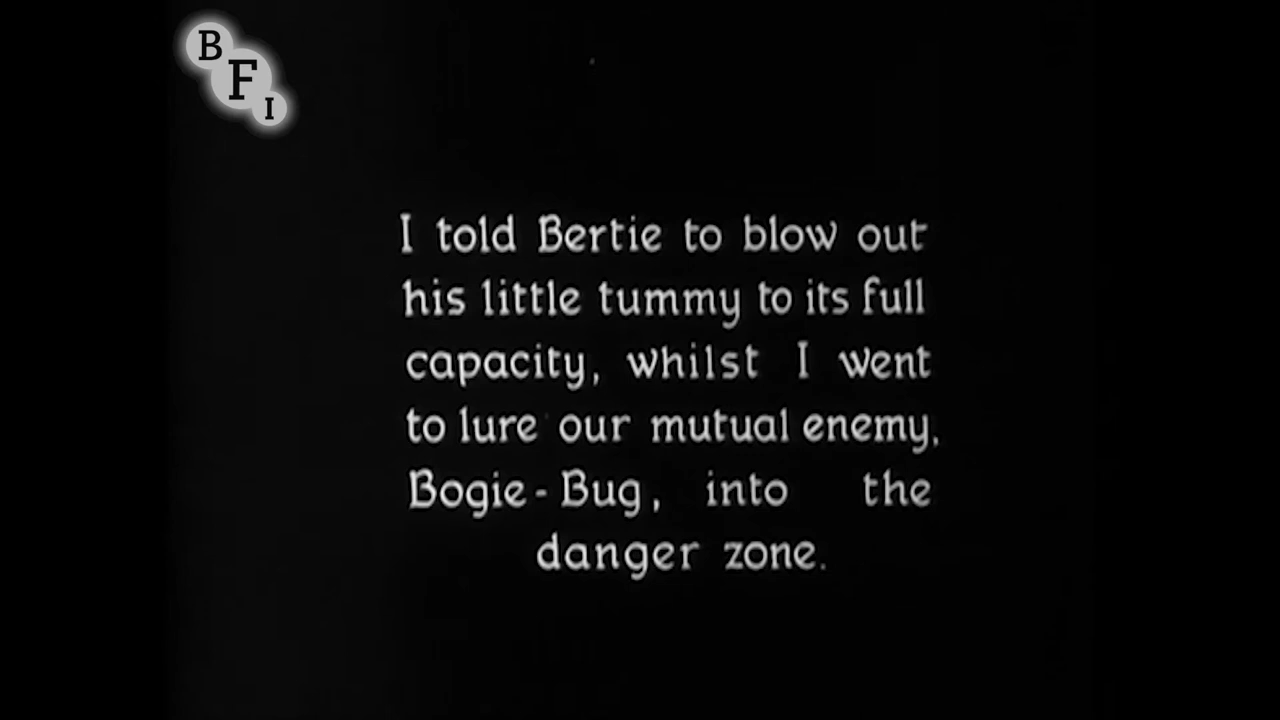 BFI
I told Bertie to blow out
his little tummy to its full
capacity, whilst I went
to lure our mutual enemy,
Bogie-Bug, into the
danger zone.